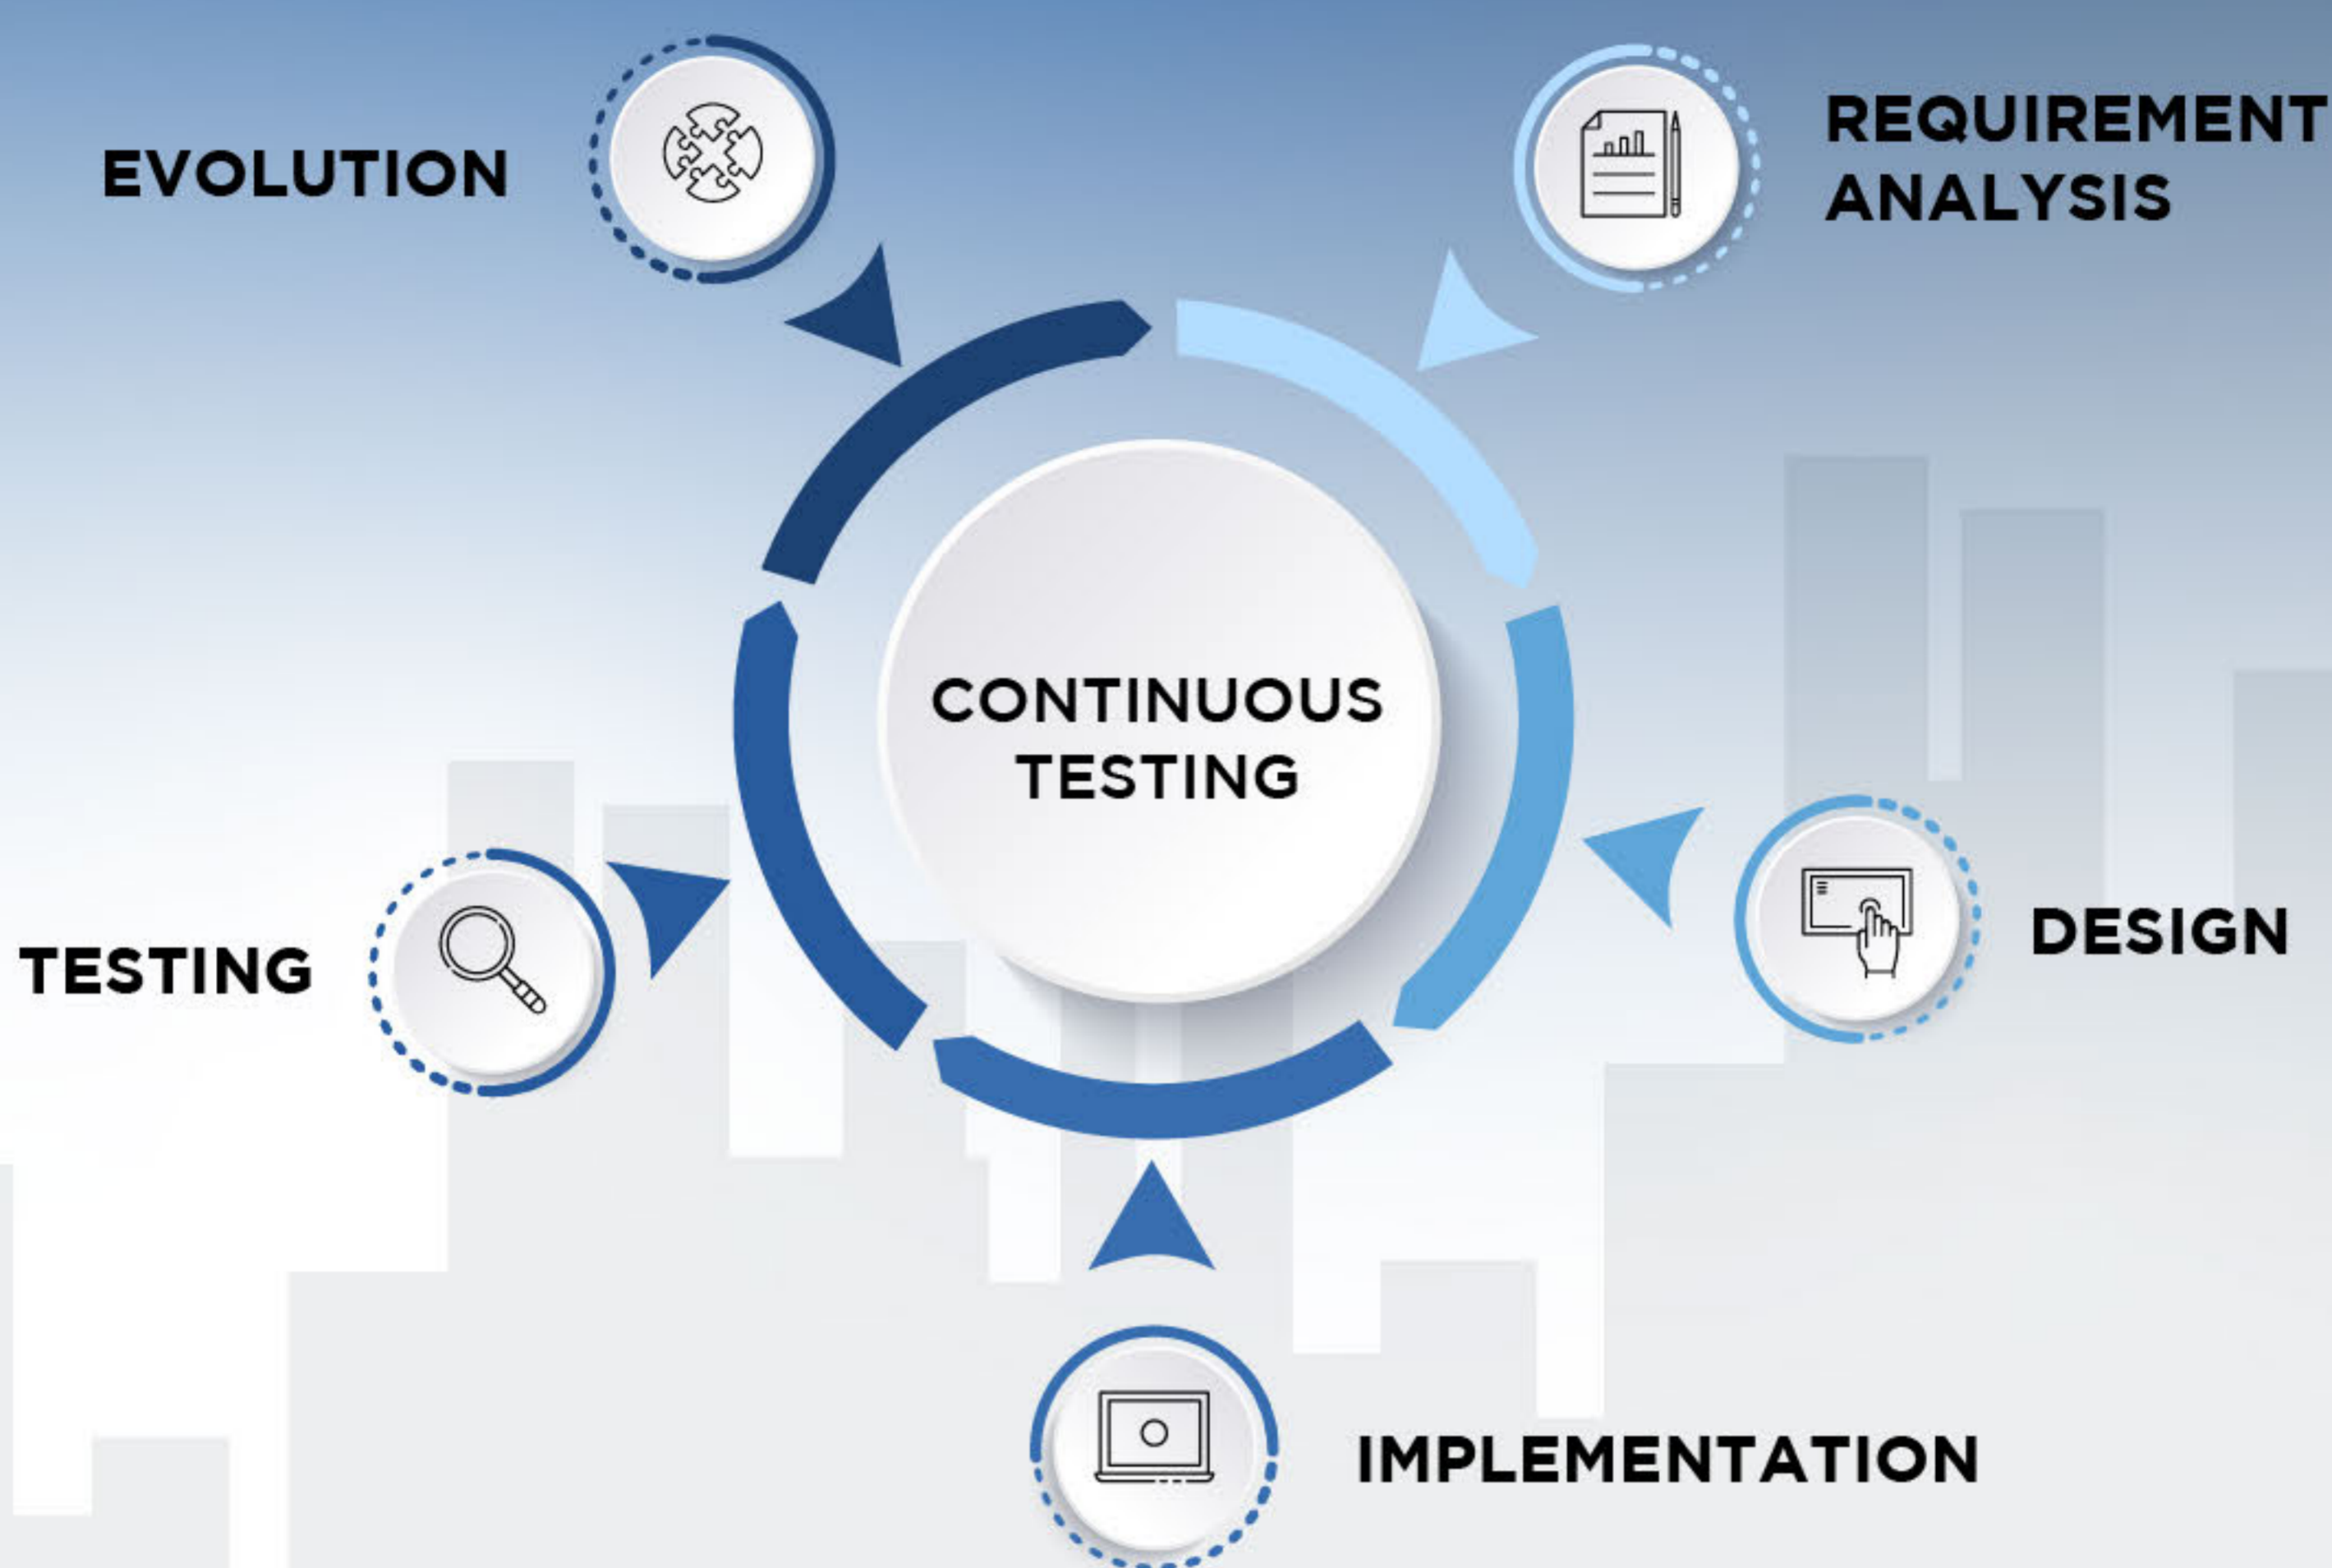 EVOLUTION
REQUIREMENT
ANALYSIS
CONTINUOUS
TESTING
DESIGN
TESTING
IMPLEMENTATION